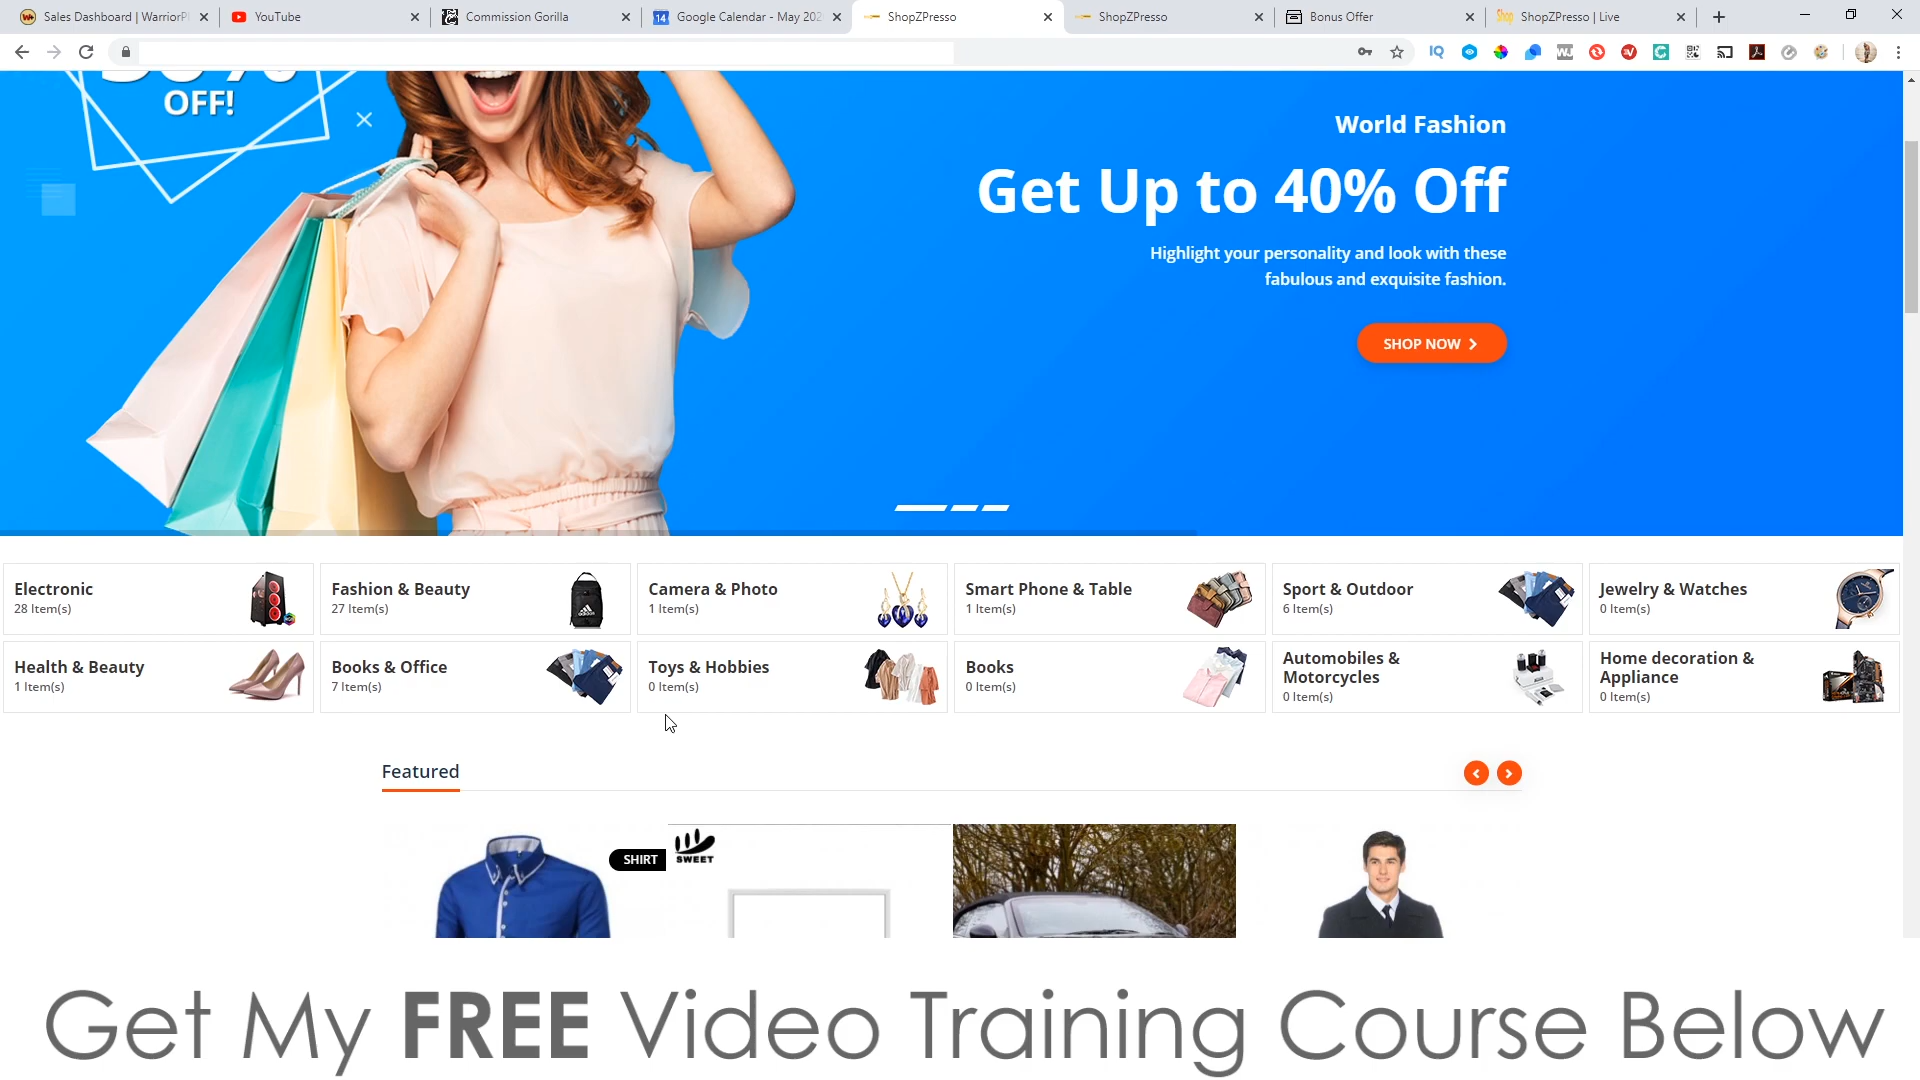 Sales Dashboard | WarriorP
YouTube
Commission Gorilla
14
Google Calendar - May 202
ShopZPresso
ShopZPresso
Bonus Offer
Shop
ShopZPresso | Live
IQ
OFF!
World Fashion
Get Up to 40% Off
Highlight your personality and look with these
fabulous and exquisite fashion.
SHOP NOW
Electronic
28 Item(s)
Fashion & Beauty
27 Item(s)
adidas
Camera & Photo
1 Item(s)
Smart Phone & Table
1 Item(s)
Sport & Outdoor
6 Item(s)
Jewelry & Watches
0 Item(s)
Health & Beauty
1 Item(s)
Books & Office
7 Item(s)
Toys & Hobbies
0 Item(s)
Books
0 Item(s)
Automobiles &
Motorcycles
0 Item(s)
Home decoration &
Appliance
0 Item(s)
Featured
SHIRT
SWEET
Get My FREE Video Training Course Below